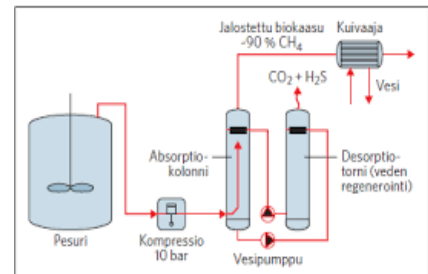 Jalostettu biokaasu
~90 % CH₄
Kuivaaja
CO₂ + H₂S
Vesi
Absorptio-
kolonni
Desorptio-
torni (veden
regenerointi)
Pesuri
Kompressio
10 bar
Vesipumppu